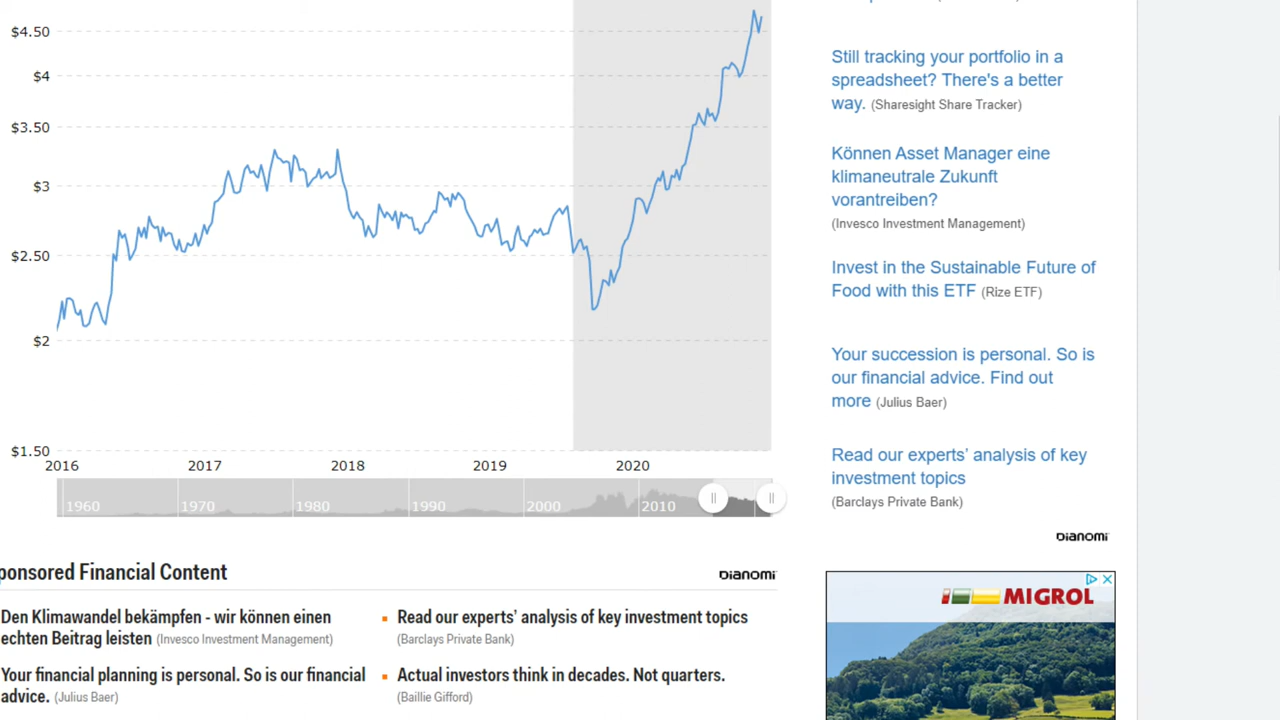 $4.50
$4
$3.50
$3
$2.50
$2
$1.50
2016 2017 2018 2019 2020
1960 1970 1980 1990 2000 2010
Still tracking your portfolio in a
spreadsheet? There's a better
way. (Sharesight Share Tracker)
Können Asset Manager eine
klimaneutrale Zukunft
vorantreiben?
(Invesco Investment Management)
Invest in the Sustainable Future of
Food with this ETF (Rize ETF)
Your succession is personal. So is
our financial advice. Find out
more (Julius Baer)
Read our experts' analysis of key
investment topics
(Barclays Private Bank)
Dianomi
ponsored Financial Content
Dianomi
Den Klimawandel bekämpfen - wir können einen
echten Beitrag leisten (Invesco Investment Management)
Your financial planning is personal. So is our financial
advice. (Julius Baer)
Read our experts' analysis of key investment topics
(Barclays Private Bank)
Actual investors think in decades. Not quarters.
(Baillie Gifford)
MIGROL